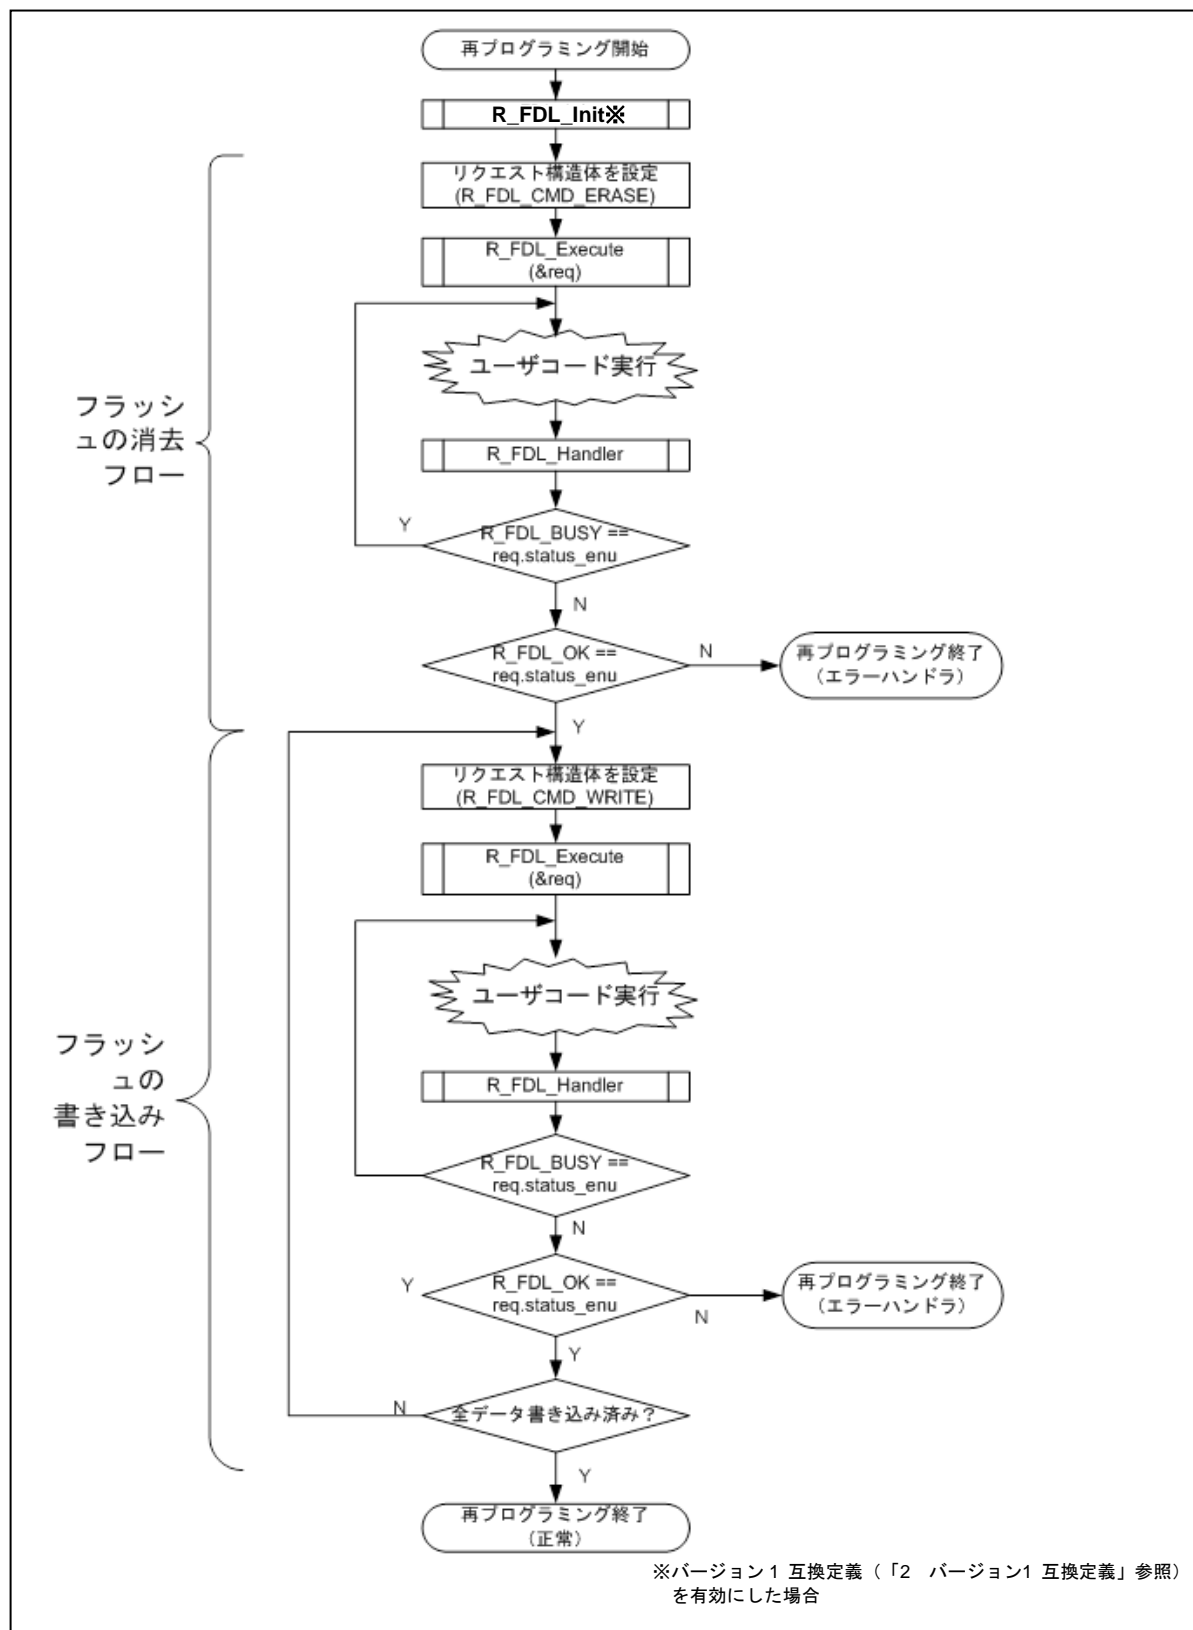 再プログラミング開始
R_FDL_Init※
リクエスト構造体を設定
(R_FDL_CMD_ERASE)
R_FDL_Execute
(&req)
ユーザコード実行
フラッシ
ュの消去
フロー
R_FDL_Handler
Y
R_FDL_BUSY ==
req.status_enu
N
R_FDL_OK ==
req.status_enu
N
再プログラミング終了
（エラーハンドラ）
Y
リクエスト構造体を設定
(R_FDL_CMD_WRITE)
R_FDL_Execute
(&req)
ユーザコード実行
フラッシ
ュの
書き込み
フロー
R_FDL_Handler
R_FDL_BUSY ==
req.status_enu
N
Y
R_FDL_OK ==
req.status_enu
N
再プログラミング終了
（エラーハンドラ）
Y
N
全データ書き込み済み？
Y
再プログラミング終了
（正常）
※バージョン1 互換定義（「2　バージョン1 互換定義」参照）
を有効にした場合